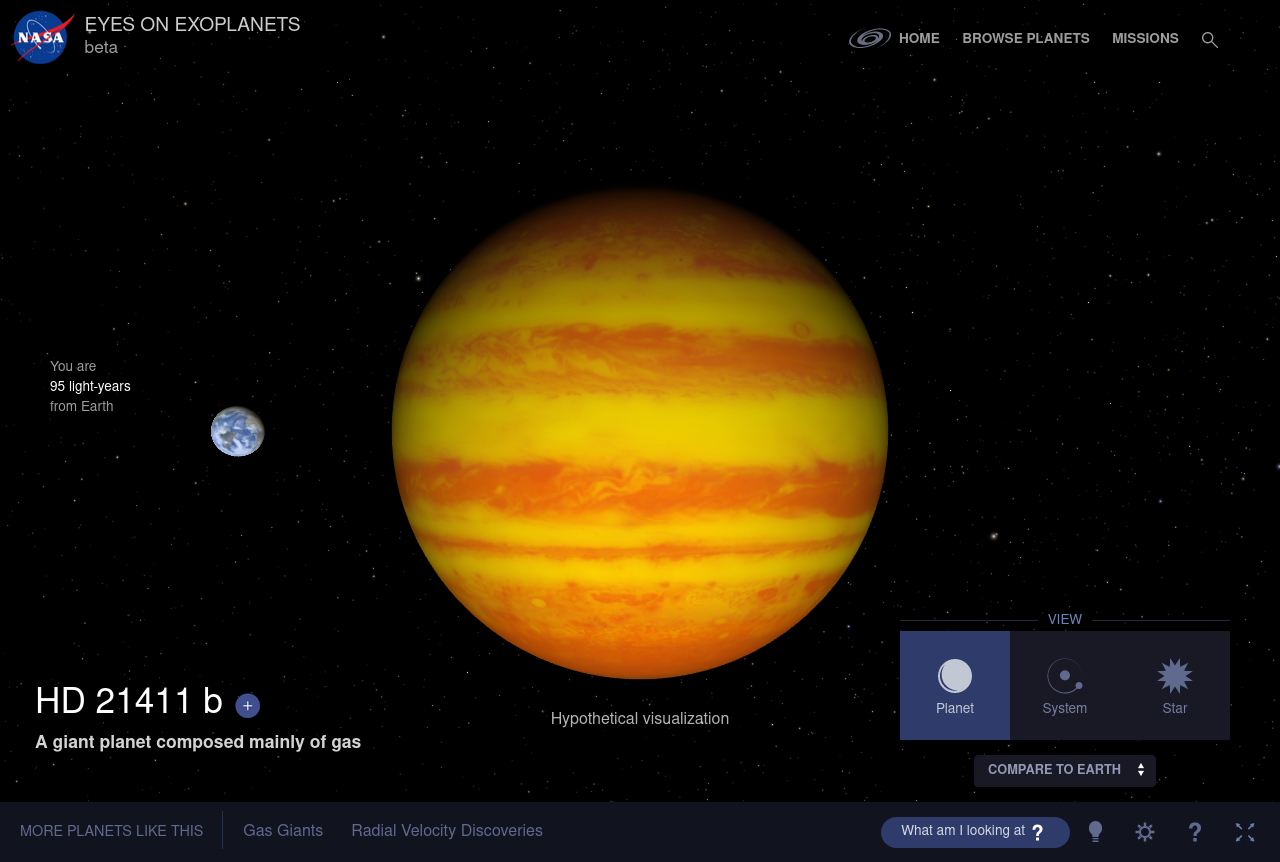 NASA
EYES ON EXOPLANETS
beta
HOME
BROWSE PLANETS
MISSIONS
You are
95 light-years
from Earth
HD 21411 b +
A giant planet composed mainly of gas
Hypothetical visualization
VIEW
Planet
System
Star
COMPARE TO EARTH
MORE PLANETS LIKE THIS
Gas Giants
Radial Velocity Discoveries
What am I looking at ?
?